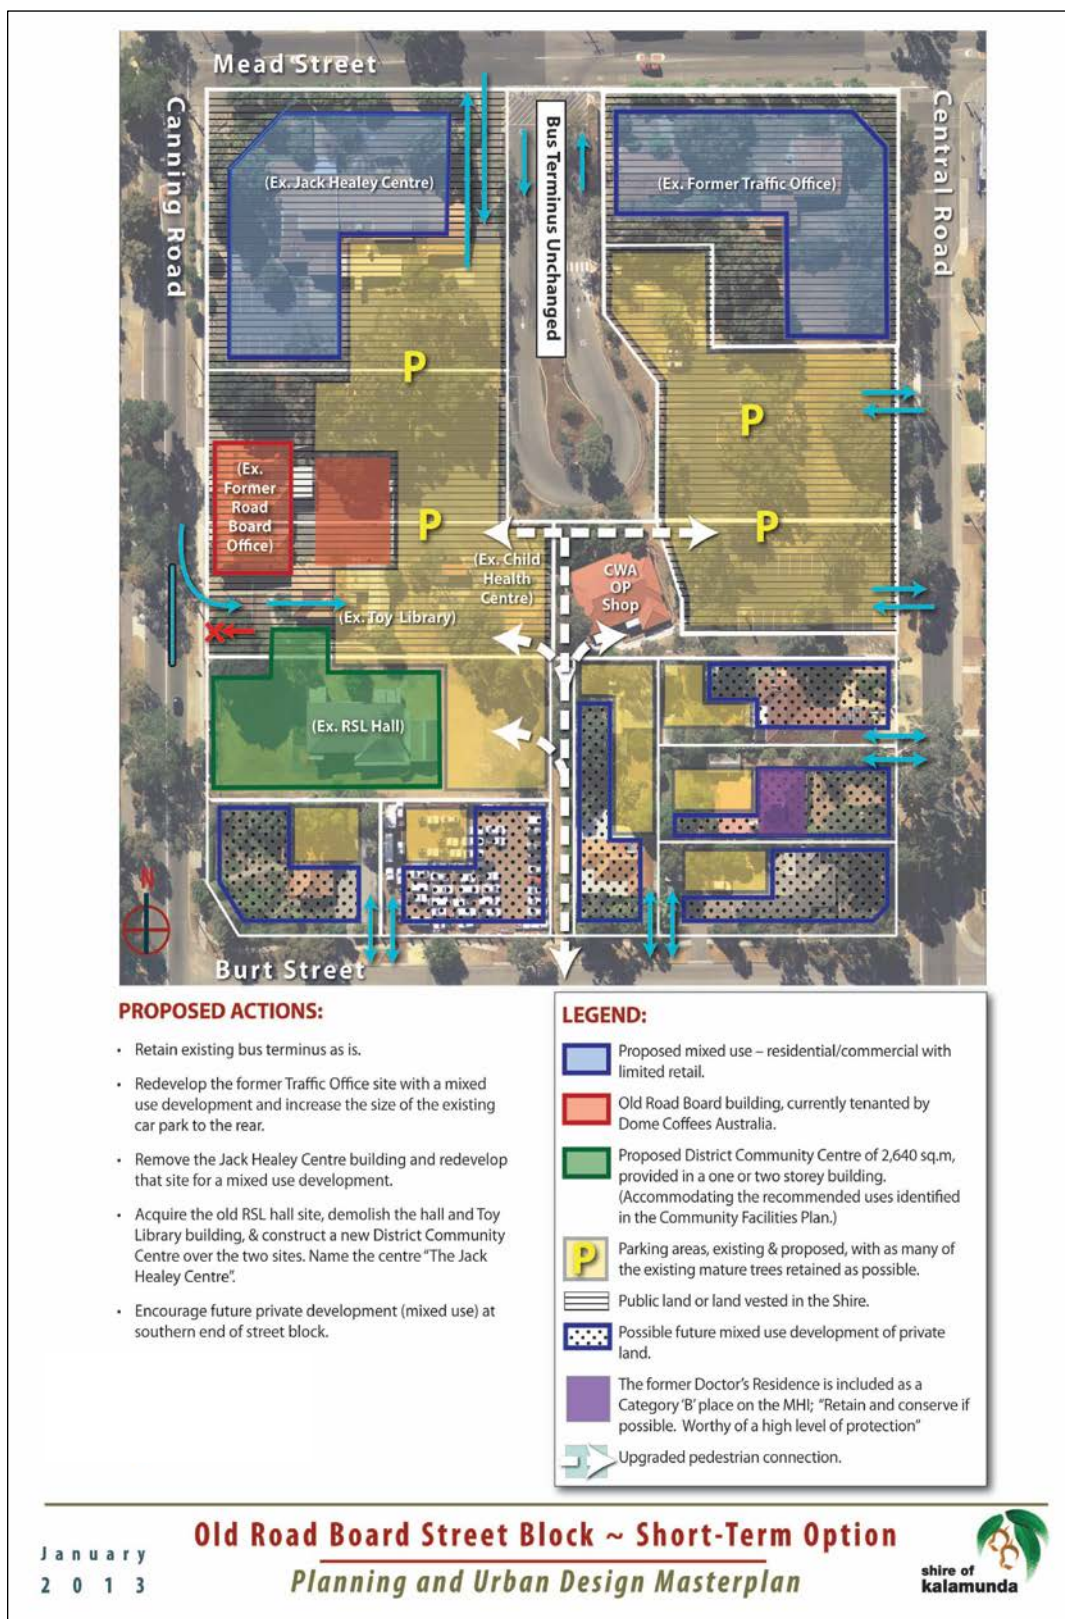 Mead Street
Canning Road
Central Road
(Ex. Jack Healey Centre)
Bus Terminus Unchanged
(Ex. Former Traffic Office)
P
P
(Ex.
Former
Road
Board
Office)
P
P
(Ex. Child
Health
Centre)
CWA
OP
Shop
(Ex. Toy Library)
(Ex. RSL Hall)
N
Burt Street
PROPOSED ACTIONS:
• Retain existing bus terminus as is.
• Redevelop the former Traffic Office site with a mixed
use development and increase the size of the existing
car park to the rear.
• Remove the Jack Healey Centre building and redevelop
that site for a mixed use development.
• Acquire the old RSL hall site, demolish the hall and Toy
Library building, & construct a new District Community
Centre over the two sites. Name the centre “The Jack
Healey Centre”.
• Encourage future private development (mixed use) at
southern end of street block.
LEGEND:
Proposed mixed use – residential/commercial with
limited retail.
Old Road Board building, currently tenanted by
Dome Coffees Australia.
Proposed District Community Centre of 2,640 sq.m,
provided in a one or two storey building.
(Accommodating the recommended uses identified
in the Community Facilities Plan.)
P
Parking areas, existing & proposed, with as many of
the existing mature trees retained as possible.
Public land or land vested in the Shire.
Possible future mixed use development of private
land.
The former Doctor’s Residence is included as a
Category ‘B’ place on the MHI; “Retain and conserve if
possible. Worthy of a high level of protection”
Upgraded pedestrian connection.
January
2013
Old Road Board Street Block ~ Short-Term Option
Planning and Urban Design Masterplan
shire of
kalamunda